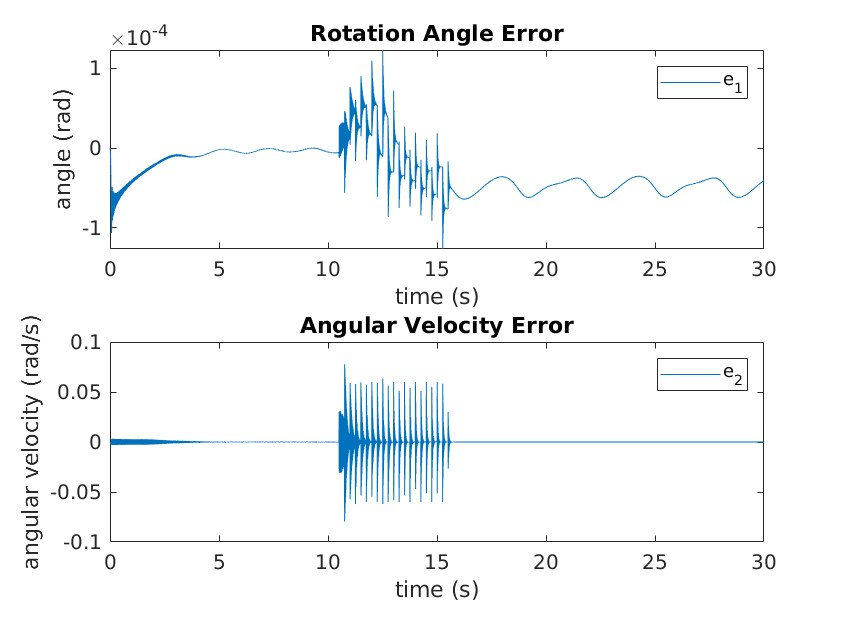 Rotation Angle Error
×10⁻⁴
angle (rad)
1
0
-1
e₁
0 5 10 15 20 25 30
time (s)
Angular Velocity Error
angular velocity (rad/s)
0.1
0.05
0
-0.05
-0.1
e₂
0 5 10 15 20 25 30
time (s)